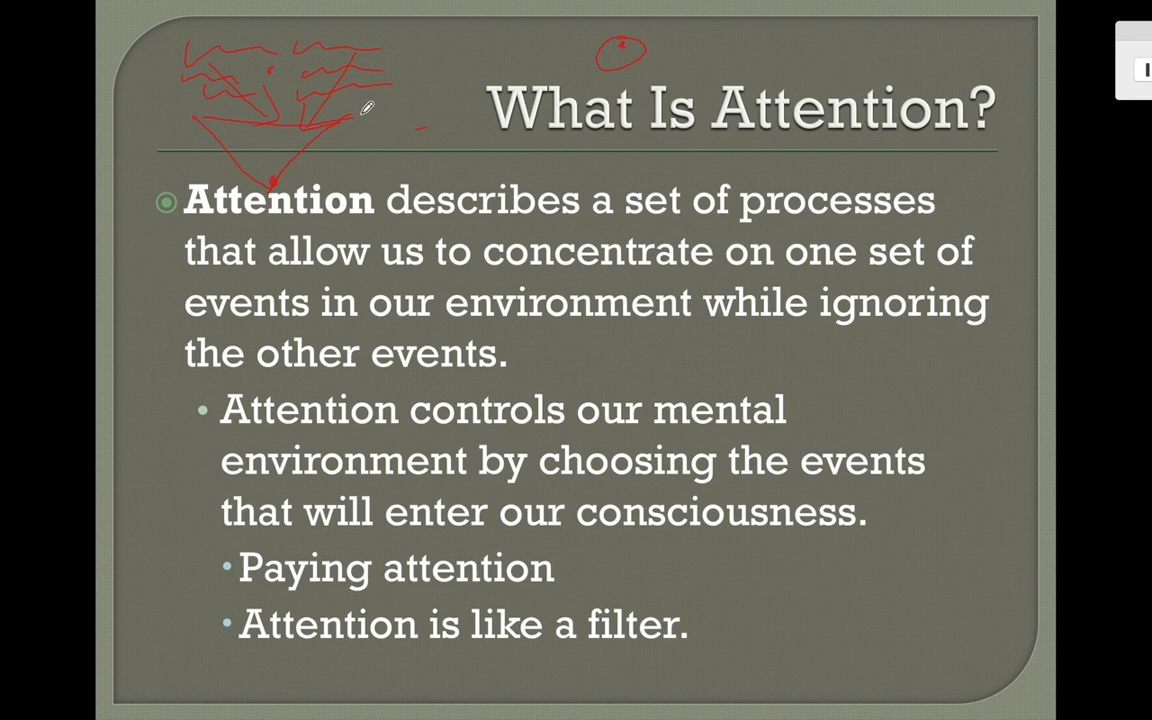 What Is Attention?
Attention describes a set of processes
that allow us to concentrate on one set of
events in our environment while ignoring
the other events.
• Attention controls our mental
environment by choosing the events
that will enter our consciousness.
• Paying attention
• Attention is like a filter.